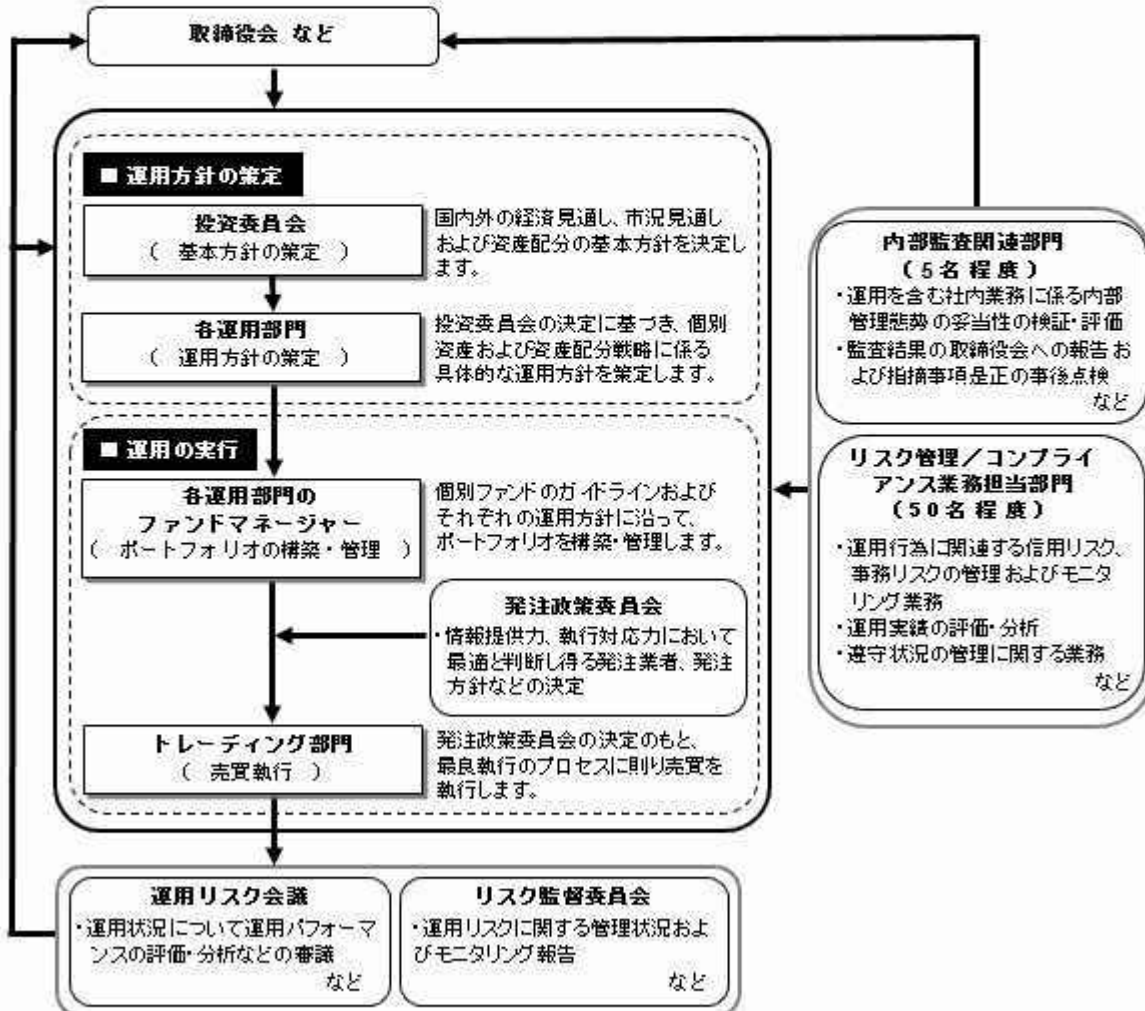 取締役会 など
■ 運用方針の策定
投資委員会
( 基本方針の策定 )
国内外の経済見通し、市況見通し
および資産配分の基本方針を決定し
ます。
各運用部門
( 運用方針の策定 )
投資委員会の決定に基づき、個別
資産および資産配分戦略に係る
具体的な運用方針を策定します。
■ 運用の実行
各運用部門の
ファンドマネージャー
( ポートフォリオの構築・管理 )
個別ファンドのガイドラインおよび
それぞれの運用方針に沿って、
ポートフォリオを構築・管理します。
発注政策委員会
・情報提供力、執行対応力において
最適と判断し得る発注業者、発注
方針などの決定
トレーディング部門
( 売買執行 )
発注政策委員会の決定のもと、
最良執行のプロセスに則り売買を
執行します。
内部監査関連部門
(5名程度)
・運用を含む社内業務に係る内部
管理態勢の妥当性の検証・評価
・監査結果の取締役会への報告お
よび指摘事項是正の事後点検
など
リスク管理/コンプライ
アンス業務担当部門
(50名程度)
・運用行為に関連する信用リスク、
事務リスクの管理およびモニタ
リング業務
・運用実績の評価・分析
・遵守状況の管理に関する業務
など
運用リスク会議
・運用状況について運用パフォーマ
ンスの評価・分析などの審議
など
リスク監督委員会
・運用リスクに関する管理状況およ
びモニタリング報告
など